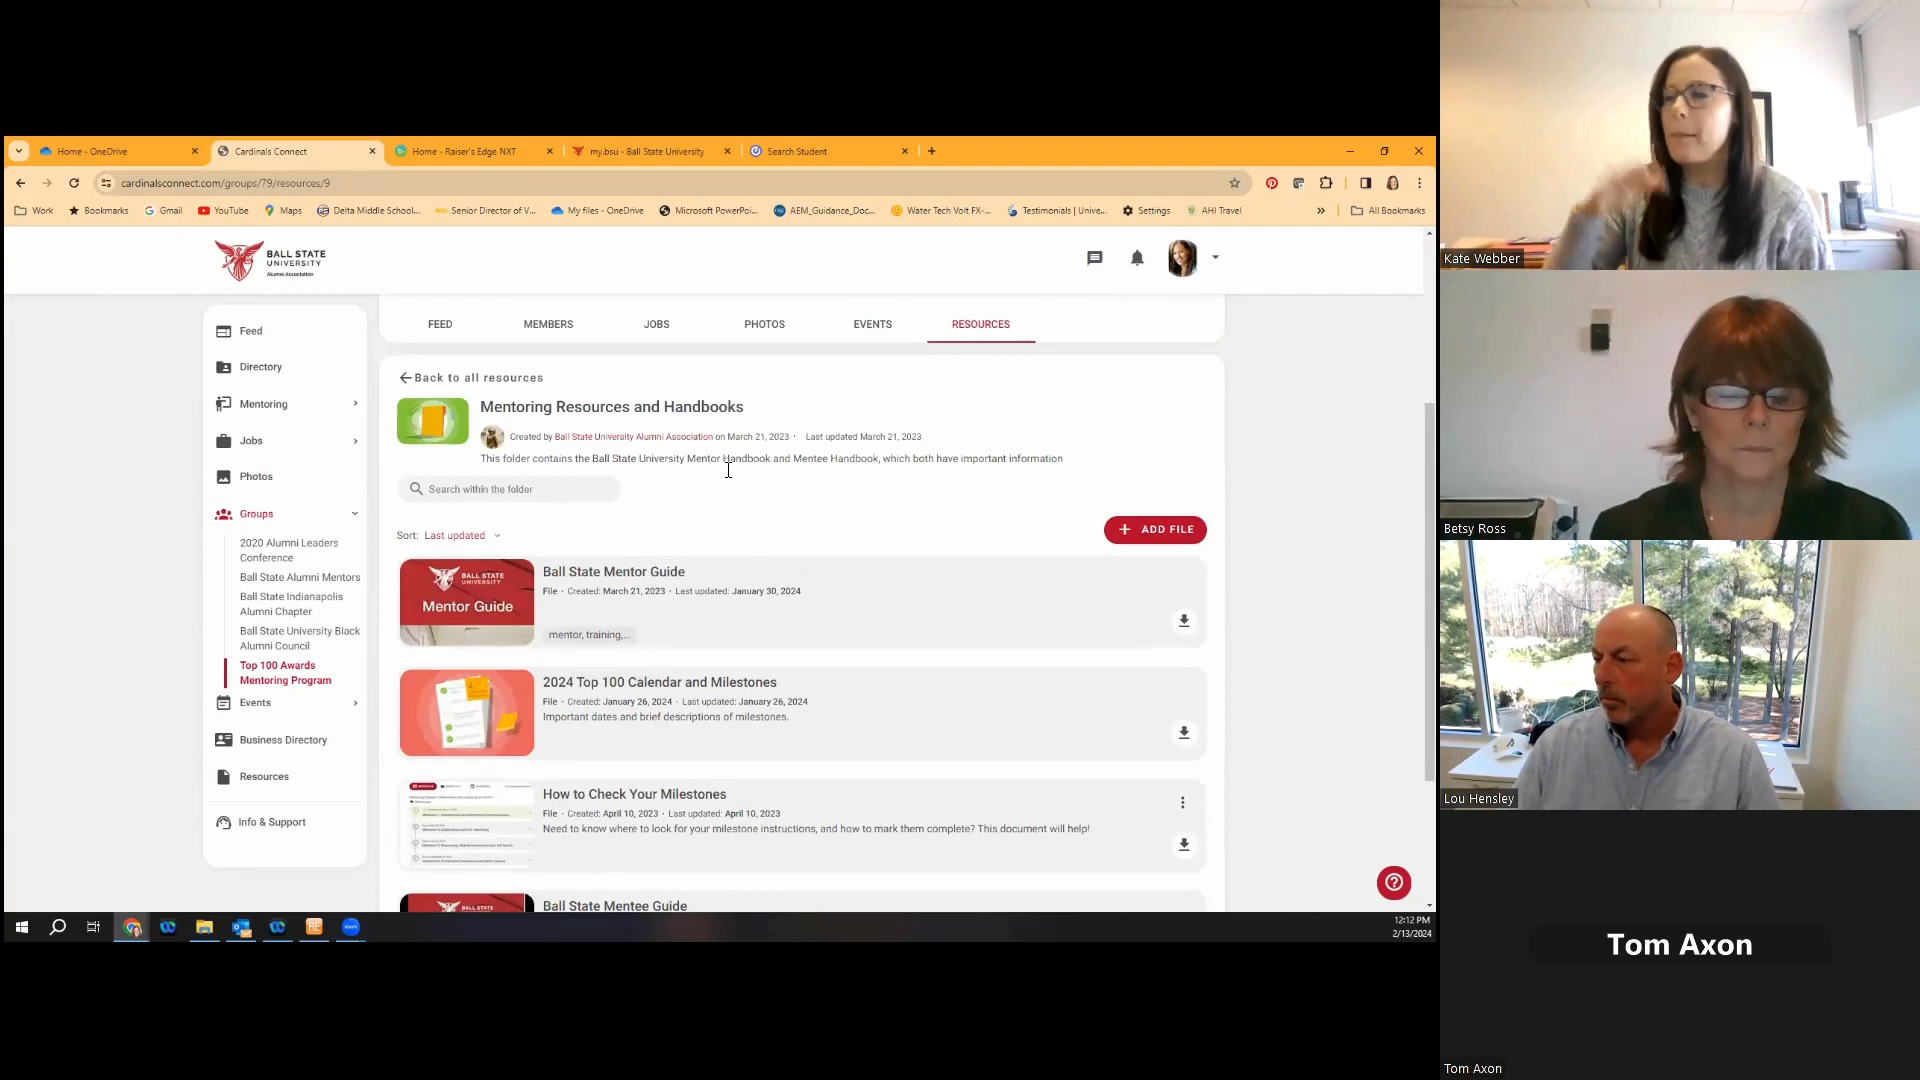 Home - OneDrive
Cardinals Connect
Home - Raiser's Edge NXT
my.bsu - Ball State University
Search Student
cardinalsconnect.com/groups/79/resources/9
Work
Bookmarks
Gmail
YouTube
Maps
Delta Middle School...
Senior Director of V...
My files - OneDrive
Microsoft PowerPoi...
AEM_Guidance_Doc...
Water Tech Volt FX-...
Testimonials | Unive...
Settings
AHI Travel
»
All Bookmarks
BALL STATE
UNIVERSITY
Alumni Association
Feed
Directory
Mentoring
Jobs
Photos
Groups
2020 Alumni Leaders
Conference
Ball State Alumni Mentors
Ball State Indianapolis
Alumni Chapter
Ball State University Black
Alumni Council
Top 100 Awards
Mentoring Program
Events
Business Directory
Resources
Info & Support
FEED
MEMBERS
JOBS
PHOTOS
EVENTS
RESOURCES
Back to all resources
Mentoring Resources and Handbooks
Created by Ball State University Alumni Association on March 21, 2023 · Last updated March 21, 2023
This folder contains the Ball State University Mentor Handbook and Mentee Handbook, which both have important information
Search within the folder
Sort: Last updated
+ ADD FILE
BALL STATE
UNIVERSITY
Mentor Guide
Ball State Mentor Guide
File · Created: March 21, 2023 · Last updated: January 30, 2024
mentor, training,...
2024 Top 100 Calendar and Milestones
File · Created: January 26, 2024 · Last updated: January 26, 2024
Important dates and brief descriptions of milestones.
How to Check Your Milestones
File · Created: April 10, 2023 · Last updated: April 10, 2023
Need to know where to look for your milestone instructions, and how to mark them complete? This document will help!
Ball State Mentee Guide
RE
zoom
12:12 PM
2/13/2024
Kate Webber
Betsy Ross
Lou Hensley
Tom Axon
Tom Axon